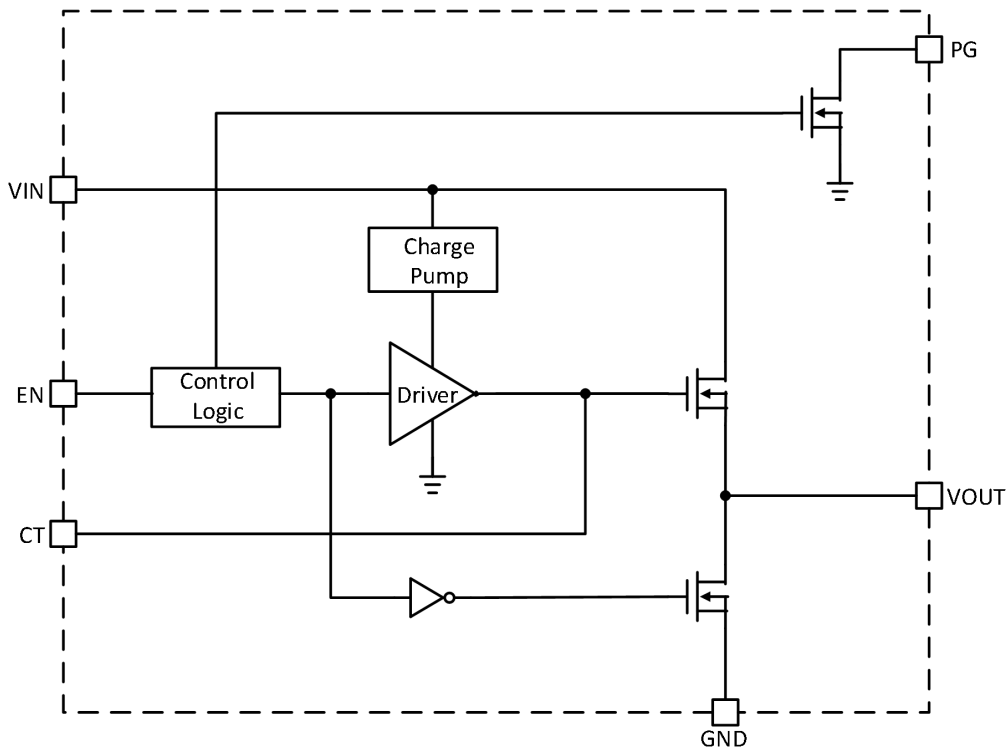 PG
VIN
Charge
Pump
EN
Control
Logic
Driver
VOUT
CT
GND